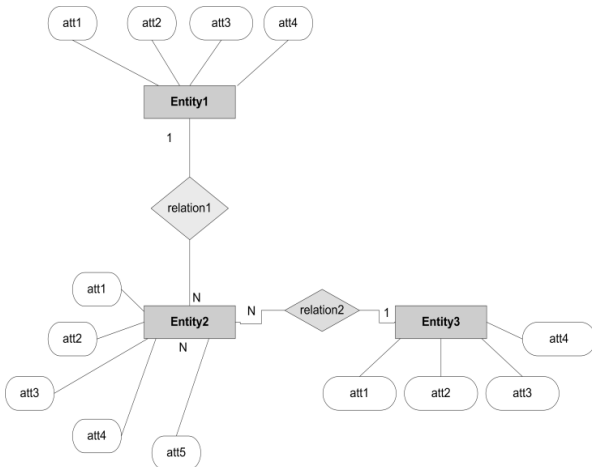 att1
att2
att3
att4
Entity1
1
relation1
att1
N
N
relation2
1
Entity2
Entity3
att2
N
att4
att3
att1
att2
att3
att4
att5